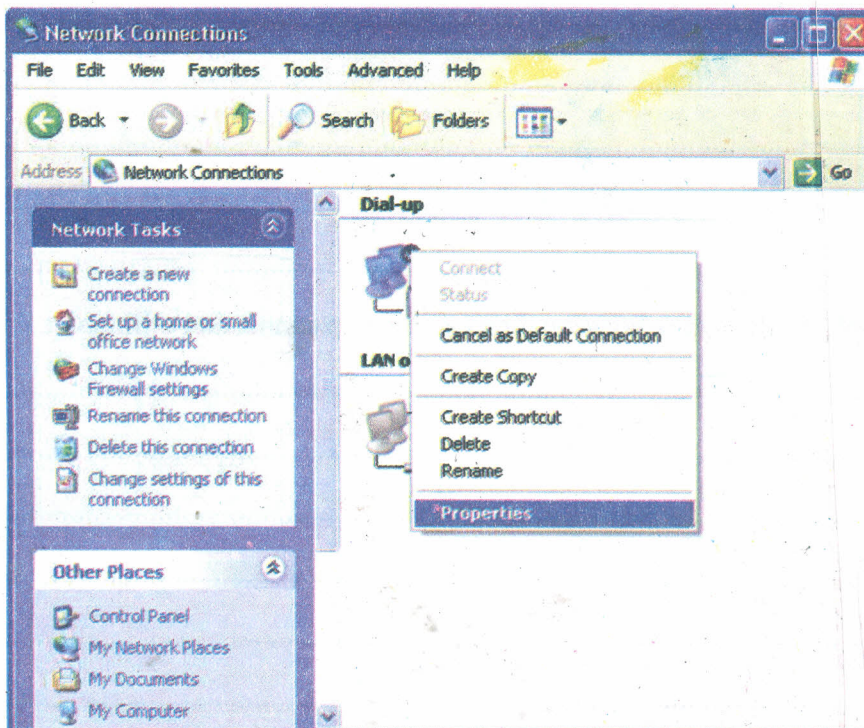 Network Connections
File Edit View Favorites Tools Advanced Help
Back Search Folders
Address Network Connections Go
Network Tasks
Create a new
connection
Set up a home or small
office network
Change Windows
Firewall settings
Rename this connection
Delete this connection
Change settings of this
connection
Other Places
Control Panel
My Network Places
My Documents
My Computer
Dial-up
LAN o
Connect
Status
Cancel as Default Connection
Create Copy
Create Shortcut
Delete
Rename
Properties